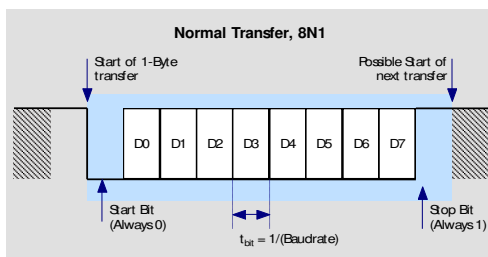 Normal Transfer, 8N1
Start of 1-Byte
transfer
Possible Start of
next transfer
D0 D1 D2 D3 D4 D5 D6 D7
Start Bit
(Always 0)
t_bit = 1/(Baudrate)
Stop Bit
(Always 1)